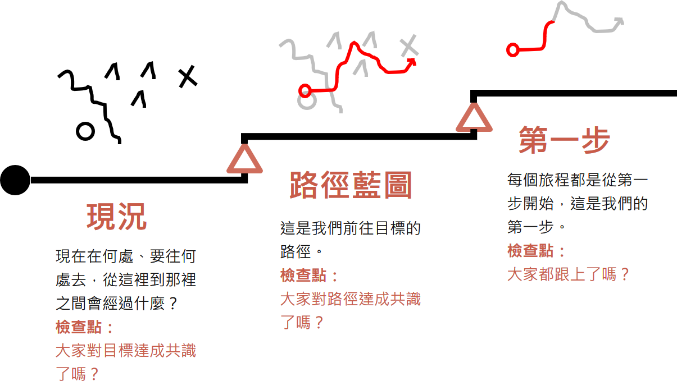 現況
現在在何處、要往何
處去，從這裡到那裡
之間會經過什麼？
檢查點：
大家對目標達成共識
了嗎？
路徑藍圖
這是我們前往目標的
路徑。
檢查點：
大家對路徑達成共識
了嗎？
第一步
每個旅程都是從第一
步開始，這是我們的
第一步。
檢查點：
大家都跟上了嗎？